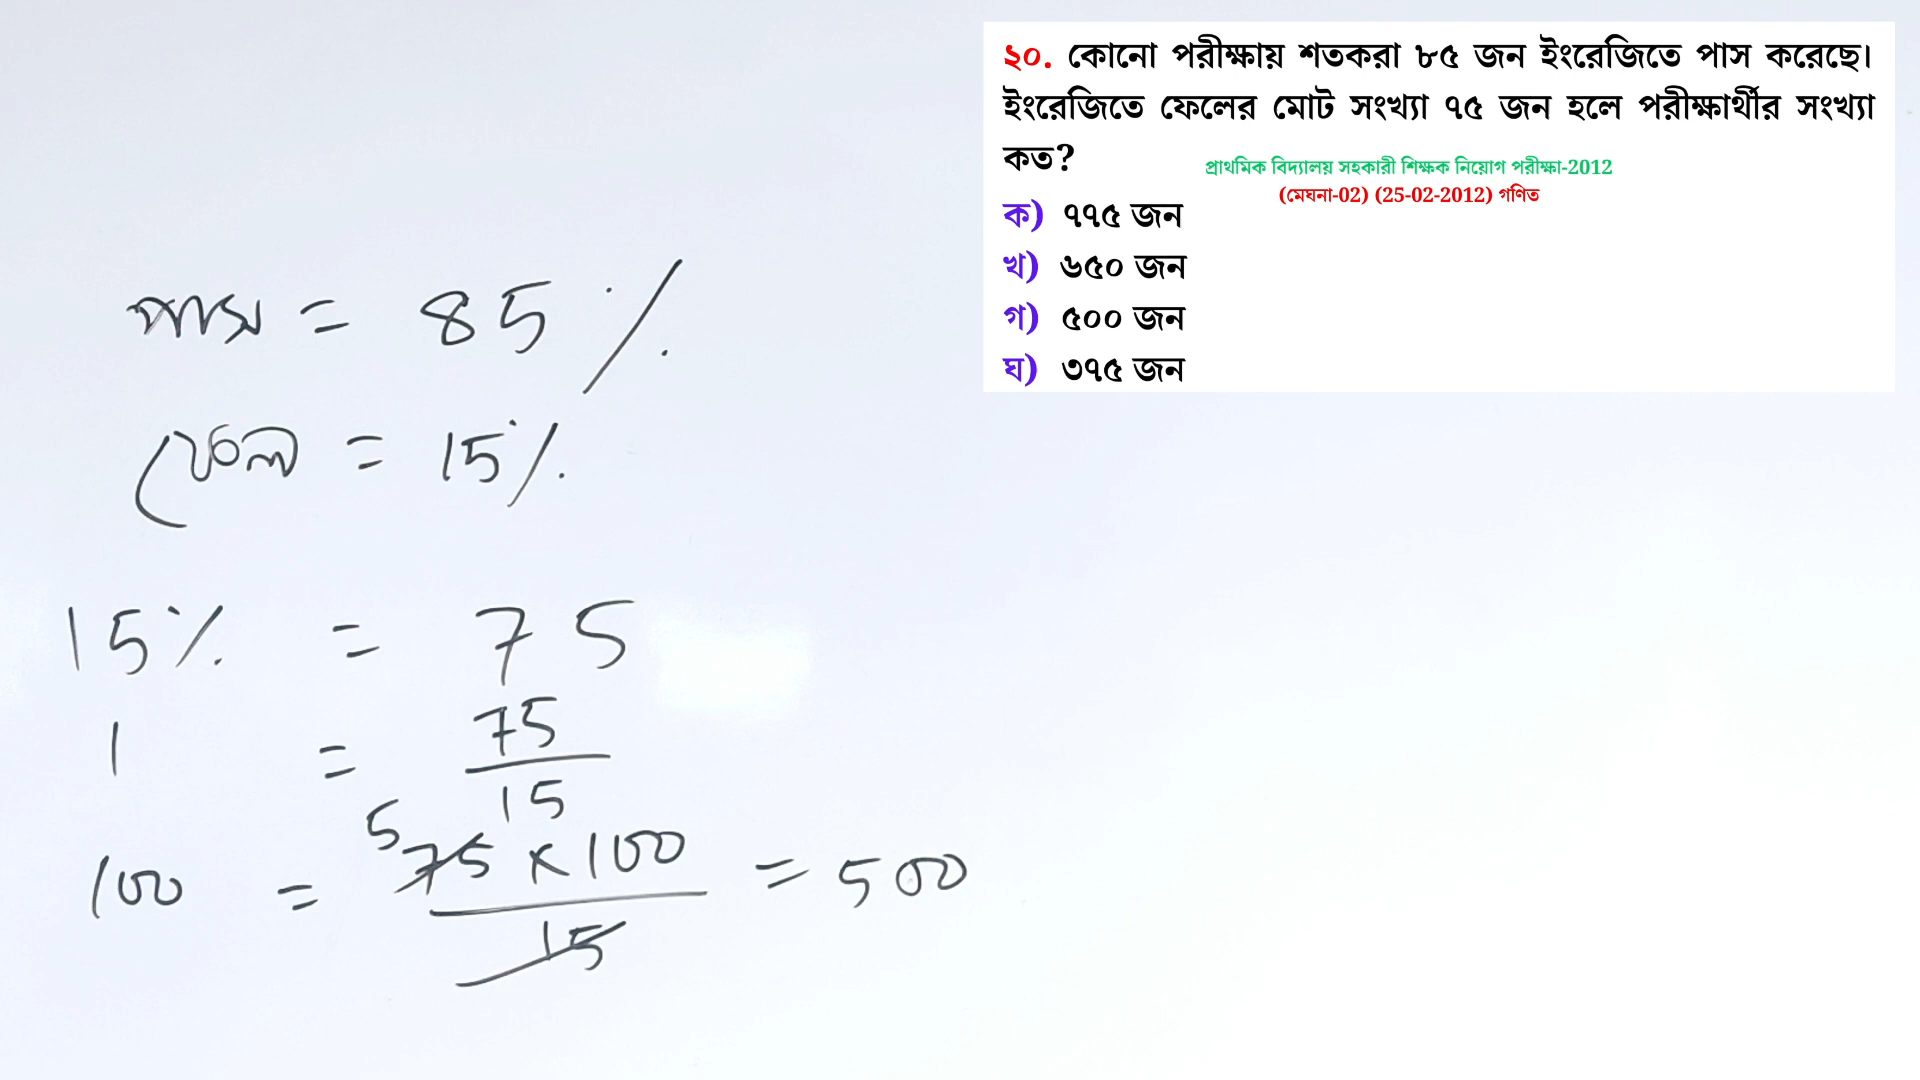 ২০. কোনো পরীক্ষায় শতকরা ৮৫ জন ইংরেজিতে পাস করেছে।
ইংরেজিতে ফেলের মোট সংখ্যা ৭৫ জন হলে পরীক্ষার্থীর সংখ্যা
কত?
প্রাথমিক বিদ্যালয় সহকারী শিক্ষক নিয়োগ পরীক্ষা-2012
(মেঘনা-02) (25-02-2012) গণিত
ক) ৭৭৫ জন
খ) ৬৫০ জন
গ) ৫০০ জন
ঘ) ৩৭৫ জন
পাস = 85 %
ফেল = 15%
15% = 75
1 = 75
15
5
100 = 75 x 100 = 500
15